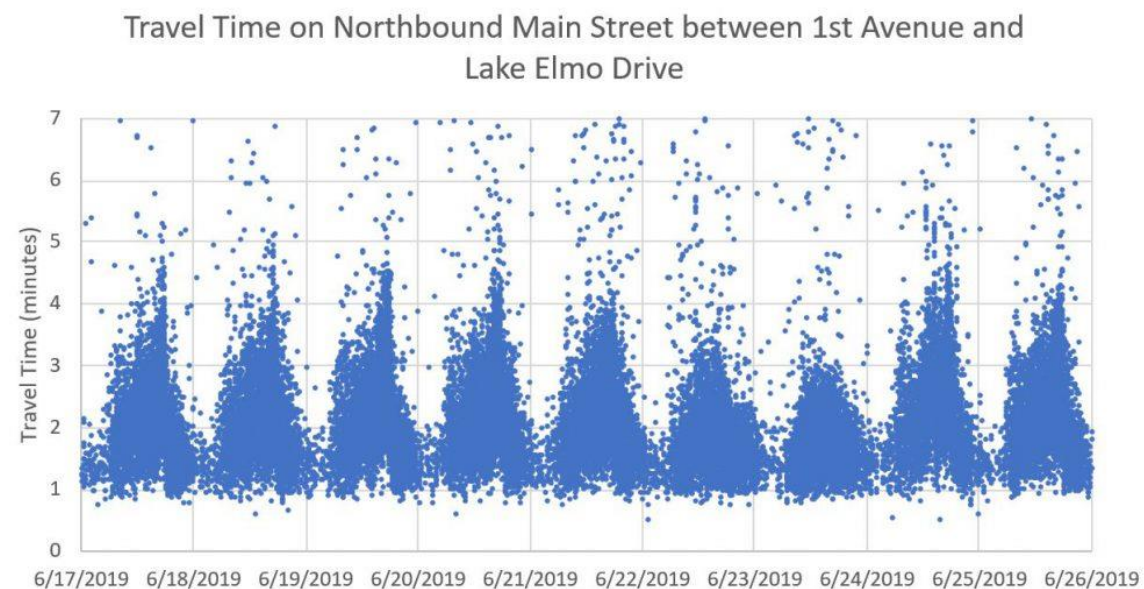 Travel Time on Northbound Main Street between 1st Avenue and
Lake Elmo Drive
7
6
5
4
3
2
1
0
Travel Time (minutes)
6/17/2019 6/18/2019 6/19/2019 6/20/2019 6/21/2019 6/22/2019 6/23/2019 6/24/2019 6/25/2019 6/26/2019